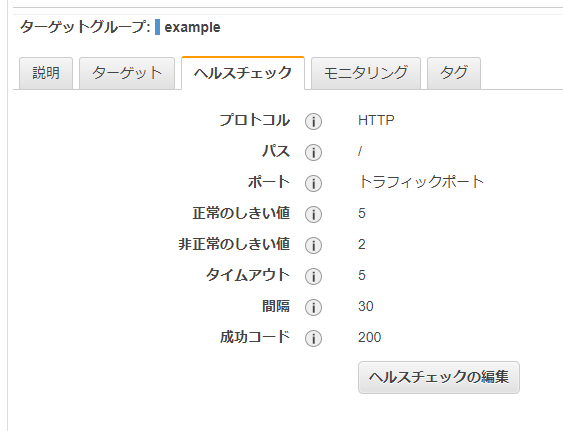 ターゲットグループ: example
説明 ターゲット ヘルスチェック モニタリング タグ
プロトコル i HTTP
パス i /
ポート i トラフィックポート
正常のしきい値 i 5
非正常のしきい値 i 2
タイムアウト i 5
間隔 i 30
成功コード i 200
ヘルスチェックの編集